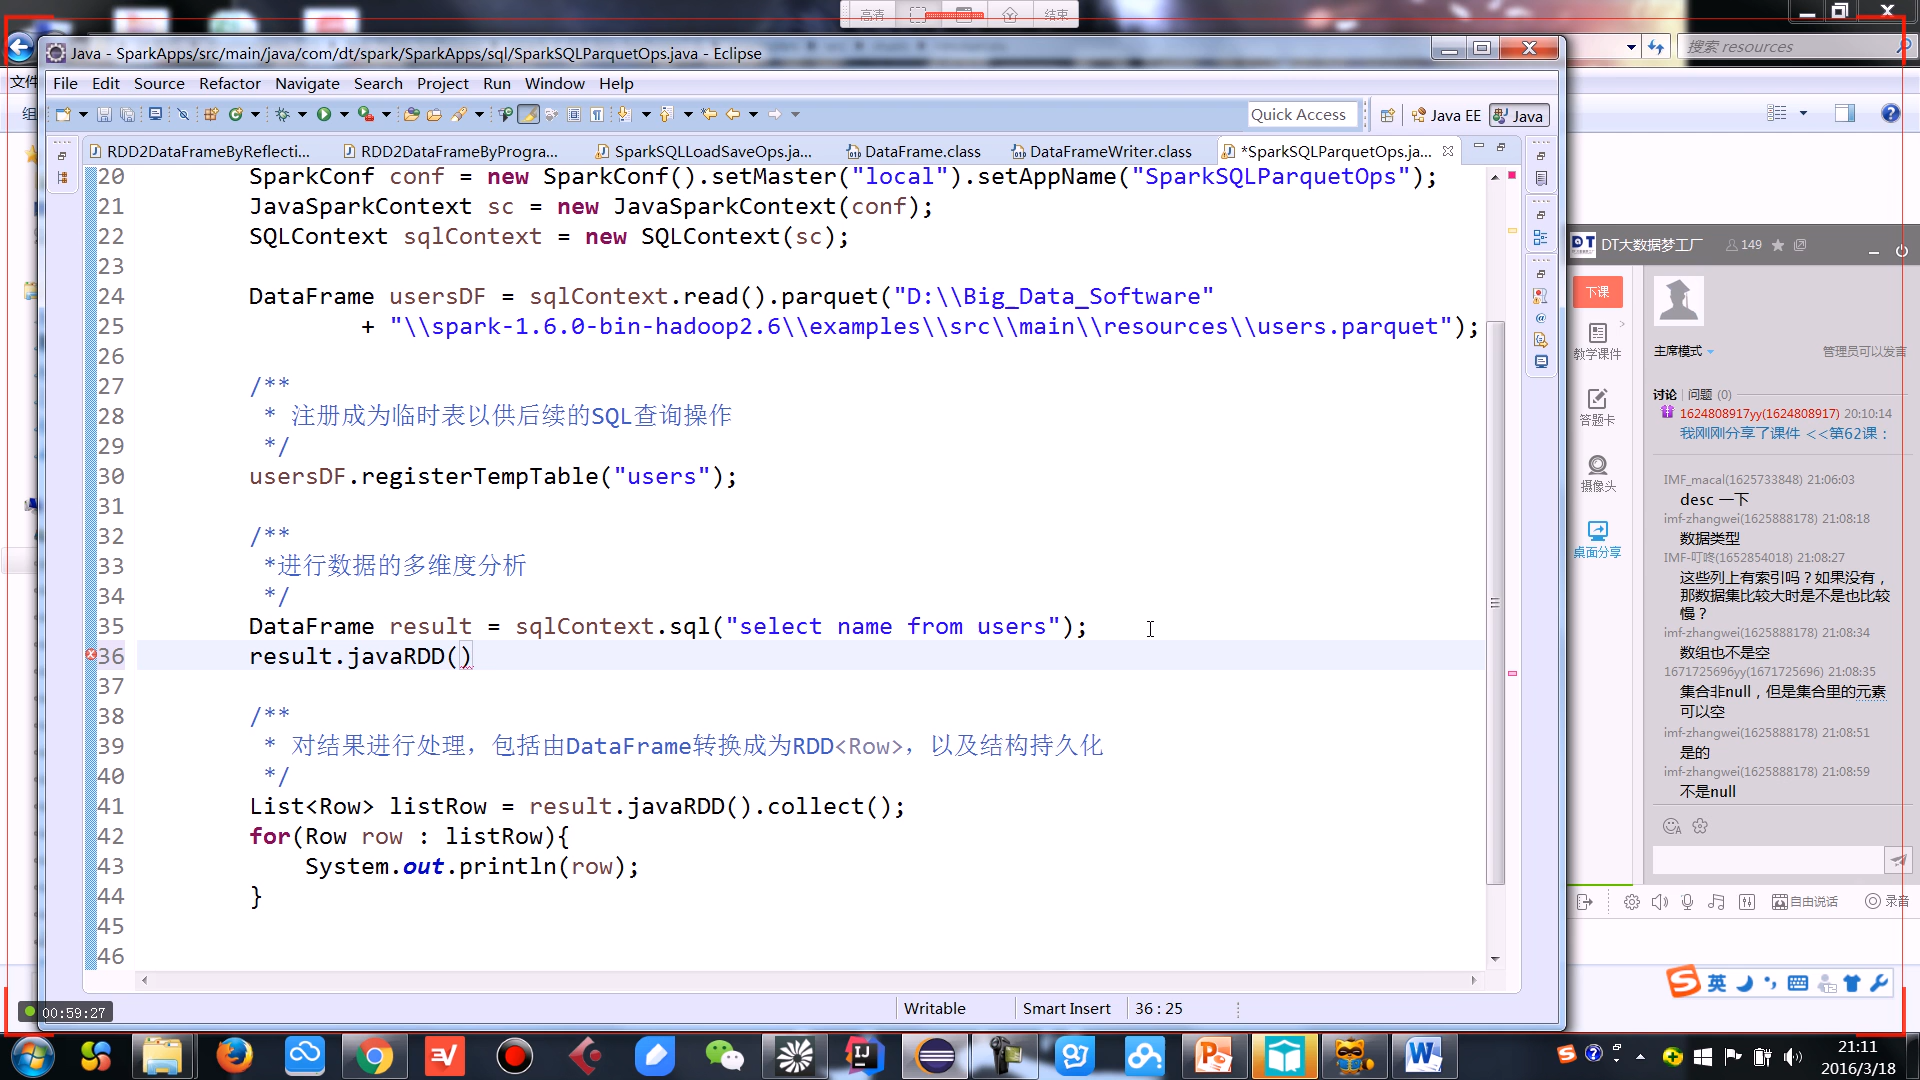 高清
结束
Java - SparkApps/src/main/java/com/dt/spark/SparkApps/sql/SparkSQLParquetOps.java - Eclipse
搜索 resources
File Edit Source Refactor Navigate Search Project Run Window Help
文件
组
Quick Access
Java EE
Java
RDD2DataFrameByReflecti...
RDD2DataFrameByProgra...
SparkSQLLoadSaveOps.ja...
DataFrame.class
DataFrameWriter.class
*SparkSQLParquetOps.ja...
20 SparkConf conf = new SparkConf().setMaster("local").setAppName("SparkSQLParquetOps");
21 JavaSparkContext sc = new JavaSparkContext(conf);
22 SQLContext sqlContext = new SQLContext(sc);
23
24 DataFrame usersDF = sqlContext.read().parquet("D:\\Big_Data_Software"
25 + "\\spark-1.6.0-bin-hadoop2.6\\examples\\src\\main\\resources\\users.parquet");
26
27 /**
28 * 注册成为临时表以供后续的SQL查询操作
29 */
30 usersDF.registerTempTable("users");
31
32 /**
33 *进行数据的多维度分析
34 */
35 DataFrame result = sqlContext.sql("select name from users");
36 result.javaRDD()
37
38 /**
39 * 对结果进行处理，包括由DataFrame转换成为RDD<Row>，以及结构持久化
40 */
41 List<Row> listRow = result.javaRDD().collect();
42 for(Row row : listRow){
43 System.out.println(row);
44 }
45
46
Writable
Smart Insert
36 : 25
00:59:27
DT大数据梦工厂
149
下课
教学课件
答题卡
摄像头
桌面分享
主席模式
管理员可以发言
讨论 | 问题 (0)
1624808917yy(1624808917) 20:10:14
我刚刚分享了课件 <<第62课：
IMF_macal(1625733848) 21:06:03
desc 一下
imf-zhangwei(1625888178) 21:08:18
数据类型
IMF-叮咚(1652854018) 21:08:27
这些列上有索引吗？如果没有，
那数据集比较大时是不是也比较
慢？
imf-zhangwei(1625888178) 21:08:34
数组也不是空
1671725696yy(1671725696) 21:08:35
集合非null，但是集合里的元素
可以空
imf-zhangwei(1625888178) 21:08:51
是的
imf-zhangwei(1625888178) 21:08:59
不是null
自由说话
录音
英
21:11
2016/3/18